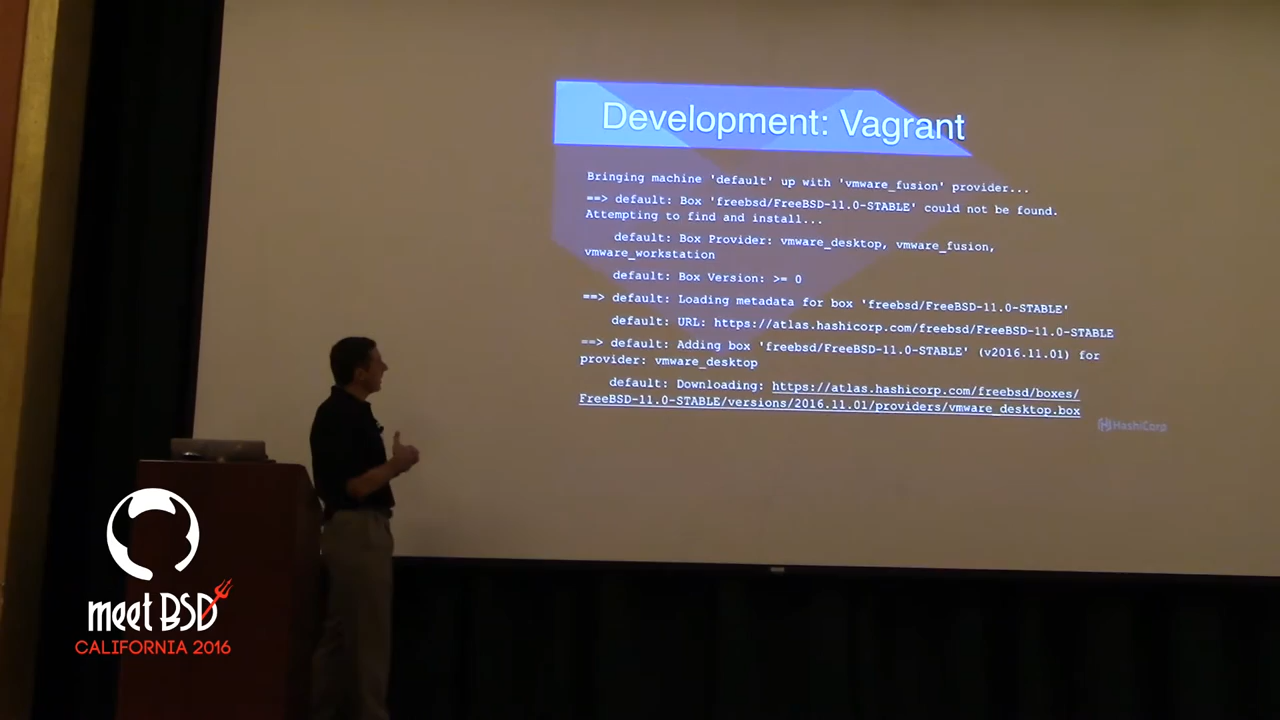 Development: Vagrant
Bringing machine 'default' up with 'vmware_fusion' provider...
==> default: Box 'freebsd/FreeBSD-11.0-STABLE' could not be found.
Attempting to find and install...
default: Box Provider: vmware_desktop, vmware_fusion,
vmware_workstation
default: Box Version: >= 0
==> default: Loading metadata for box 'freebsd/FreeBSD-11.0-STABLE'
default: URL: https://atlas.hashicorp.com/freebsd/FreeBSD-11.0-STABLE
==> default: Adding box 'freebsd/FreeBSD-11.0-STABLE' (v2016.11.01) for
provider: vmware_desktop
default: Downloading: https://atlas.hashicorp.com/freebsd/boxes/
FreeBSD-11.0-STABLE/versions/2016.11.01/providers/vmware_desktop.box
HashiCorp
meet BSD
CALIFORNIA 2016